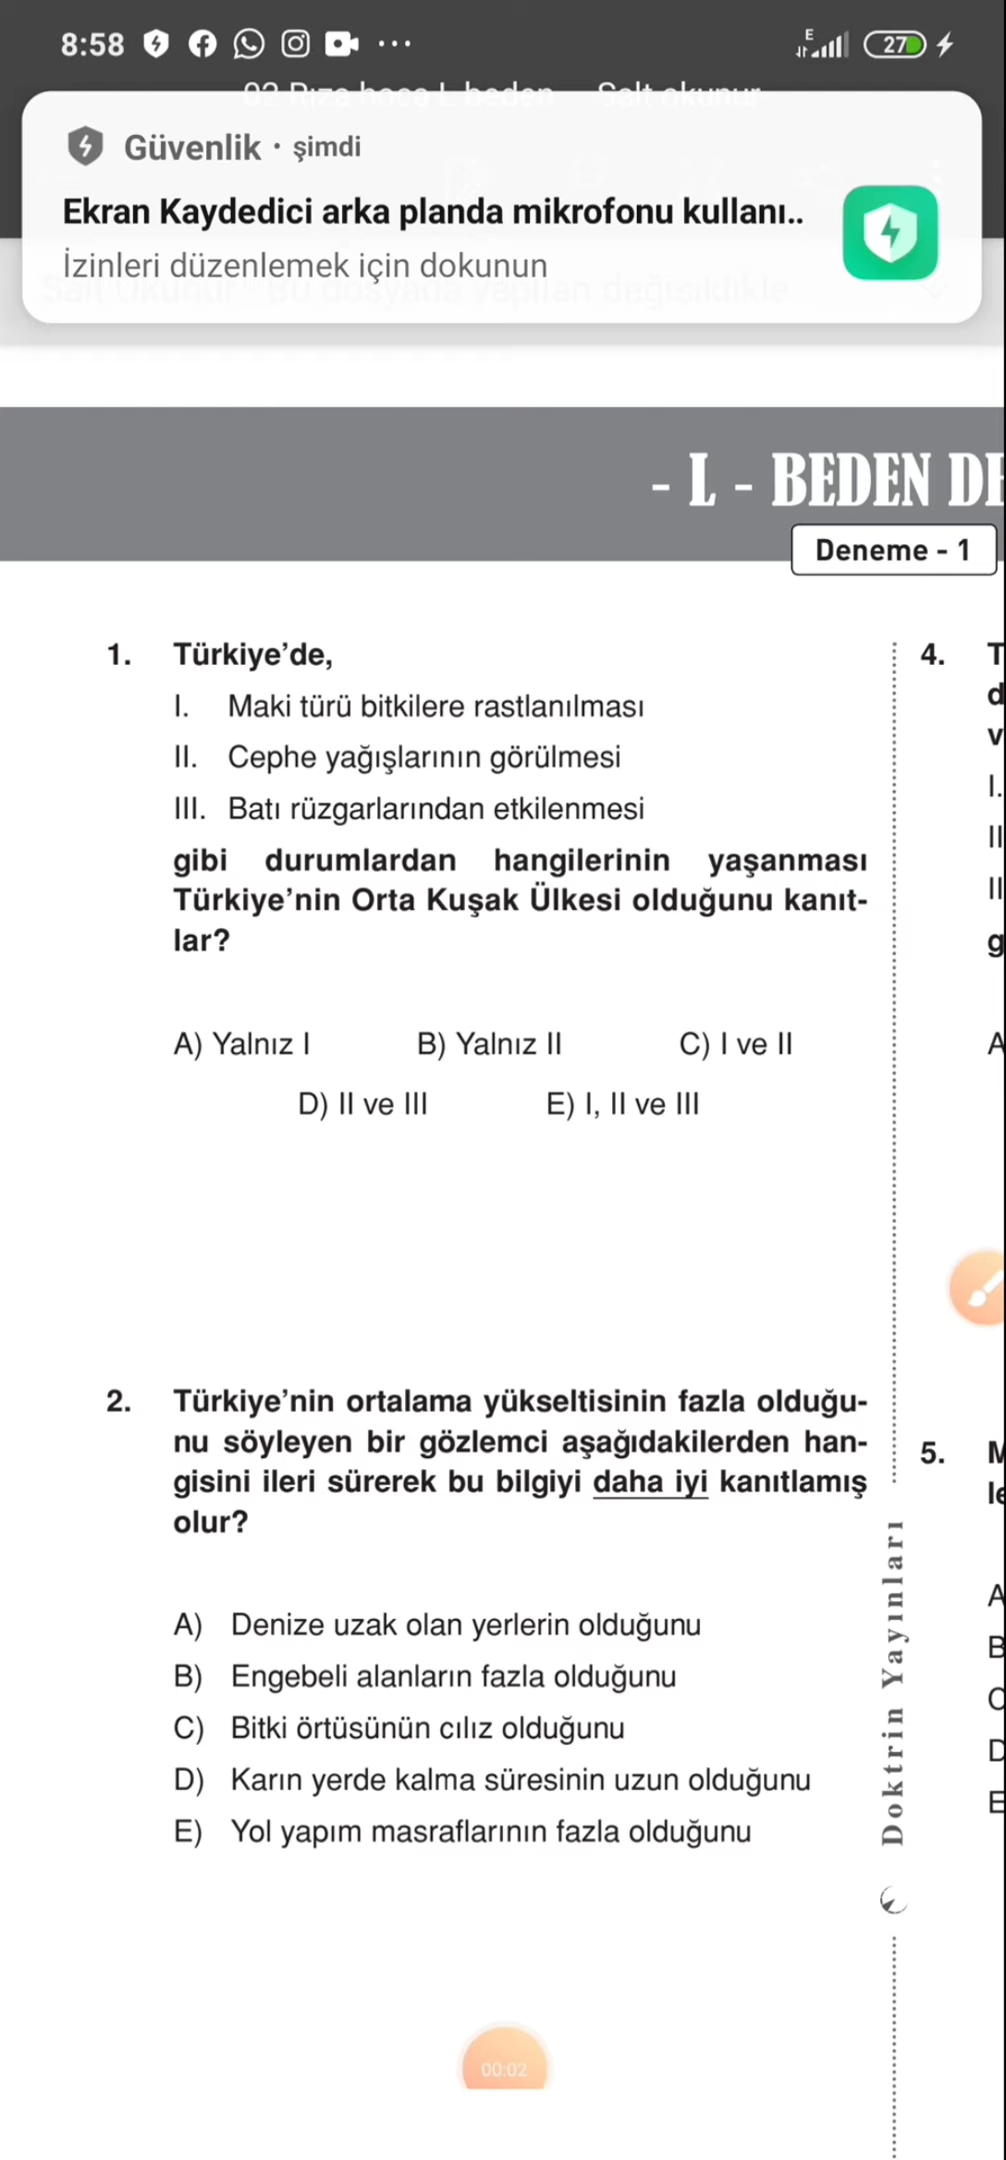 8:58
E
27
Güvenlik · şimdi
Ekran Kaydedici arka planda mikrofonu kullanı..
İzinleri düzenlemek için dokunun
- L - BEDEN DE
Deneme - 1
1. Türkiye'de,
I. Maki türü bitkilere rastlanılması
II. Cephe yağışlarının görülmesi
III. Batı rüzgarlarından etkilenmesi
gibi durumlardan hangilerinin yaşanması
Türkiye'nin Orta Kuşak Ülkesi olduğunu kanıt-
lar?
A) Yalnız I B) Yalnız II C) I ve II
D) II ve III E) I, II ve III
2. Türkiye'nin ortalama yükseltisinin fazla olduğu-
nu söyleyen bir gözlemci aşağıdakilerden han-
gisini ileri sürerek bu bilgiyi daha iyi kanıtlamış
olur?
A) Denize uzak olan yerlerin olduğunu
B) Engebeli alanların fazla olduğunu
C) Bitki örtüsünün cılız olduğunu
D) Karın yerde kalma süresinin uzun olduğunu
E) Yol yapım masraflarının fazla olduğunu
Doktrin Yayınları
4.
I.
A
5.
A
B
C
D
E
00:02